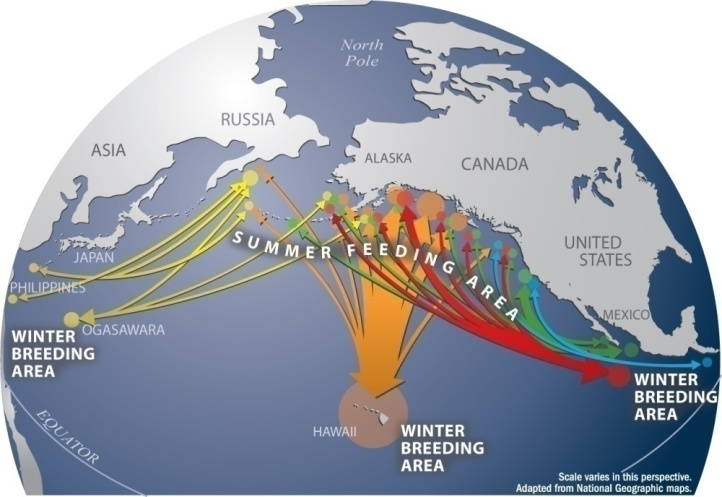 North
Pole
RUSSIA
ASIA
ALASKA
CANADA
SUMMER FEEDING AREA
UNITED
STATES
JAPAN
PHILIPPINES
OGASAWARA
MEXICO
WINTER
BREEDING
AREA
WINTER
BREEDING
AREA
EQUATOR
HAWAII
WINTER
BREEDING
AREA
Scale varies in this perspective.
Adapted from National Geographic maps.